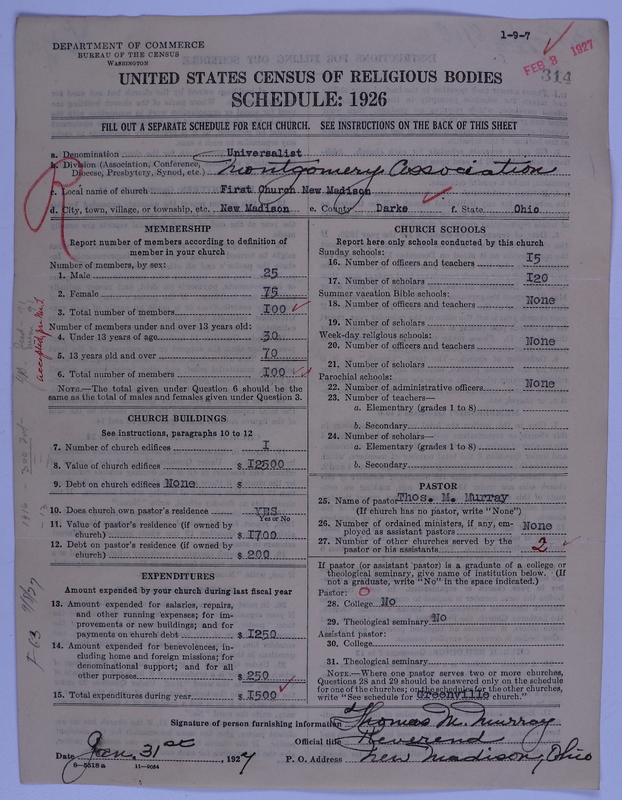 1-9-7
FEB 3 1927
314
DEPARTMENT OF COMMERCE
BUREAU OF THE CENSUS
WASHINGTON
UNITED STATES CENSUS OF RELIGIOUS BODIES
SCHEDULE: 1926
FILL OUT A SEPARATE SCHEDULE FOR EACH CHURCH. SEE INSTRUCTIONS ON THE BACK OF THIS SHEET
R
a. Denomination Universalist
b. Division (Association, Conference, Diocese, Presbytery, Synod, etc.) Montgomery Association
c. Local name of church First Church New Madison
d. City, town, village, or township, etc. New Madison e. County Darke f. State Ohio
MEMBERSHIP
Report number of members according to definition of
member in your church
Number of members, by sex:
1. Male 25
2. Female 75
3. Total number of members 100
Number of members under and over 13 years old:
4. Under 13 years of age 30
5. 13 years old and over 70
6. Total number of members 100
NOTE.—The total given under Question 6 should be
same as the total of males and females given under Question 3.
CHURCH BUILDINGS
See instructions, paragraphs 10 to 12
7. Number of church edifices I
8. Value of church edifices $ I2500
9. Debt on church edifices None $
10. Does church own pastor's residence YES
Yes or No
11. Value of pastor's residence (if owned by
church) $ I700
12. Debt on pastor's residence (if owned by
church) $ 200
EXPENDITURES
Amount expended by your church during last fiscal year
13. Amount expended for salaries, repairs,
and other running expenses; for im-
provements or new buildings; and for
payments on church debt $ I250
14. Amount expended for benevolences, in-
cluding home and foreign missions; for
denominational support; and for all
other purposes $ 250
15. Total expenditures during year $ I500
CHURCH SCHOOLS
Report here only schools conducted by this church
Sunday schools:
16. Number of officers and teachers I5
17. Number of scholars I20
Summer vacation Bible schools:
18. Number of officers and teachers None
19. Number of scholars
Week-day religious schools:
20. Number of officers and teachers None
21. Number of scholars
Parochial schools:
22. Number of administrative officers None
23. Number of teachers—
a. Elementary (grades 1 to 8)
b. Secondary
24. Number of scholars—
a. Elementary (grades 1 to 8)
b. Secondary
PASTOR
25. Name of pastor Thos. M. Murray
(If church has no pastor, write "None")
26. Number of ordained ministers, if any, em-
ployed as assistant pastors None
27. Number of other churches served by the
pastor or his assistants 2
If pastor (or assistant pastor) is a graduate of a college or
theological seminary, give name of institution below. (If
not a graduate, write "No" in the space indicated.)
Pastor: O
28. College No
29. Theological seminary No
Assistant pastor:
30. College
31. Theological seminary
NOTE.—Where one pastor serves two or more churches,
Questions 28 and 29 should be answered only on the schedule
for one of the churches; on the schedules for the other churches,
write "See schedule for Greenville church."
Signature of person furnishing information Thomas M. Murray
Official title Reverend
Date Jan. 31st, 1927 P. O. Address New Madison, Ohio
8-5518 a 11-9084